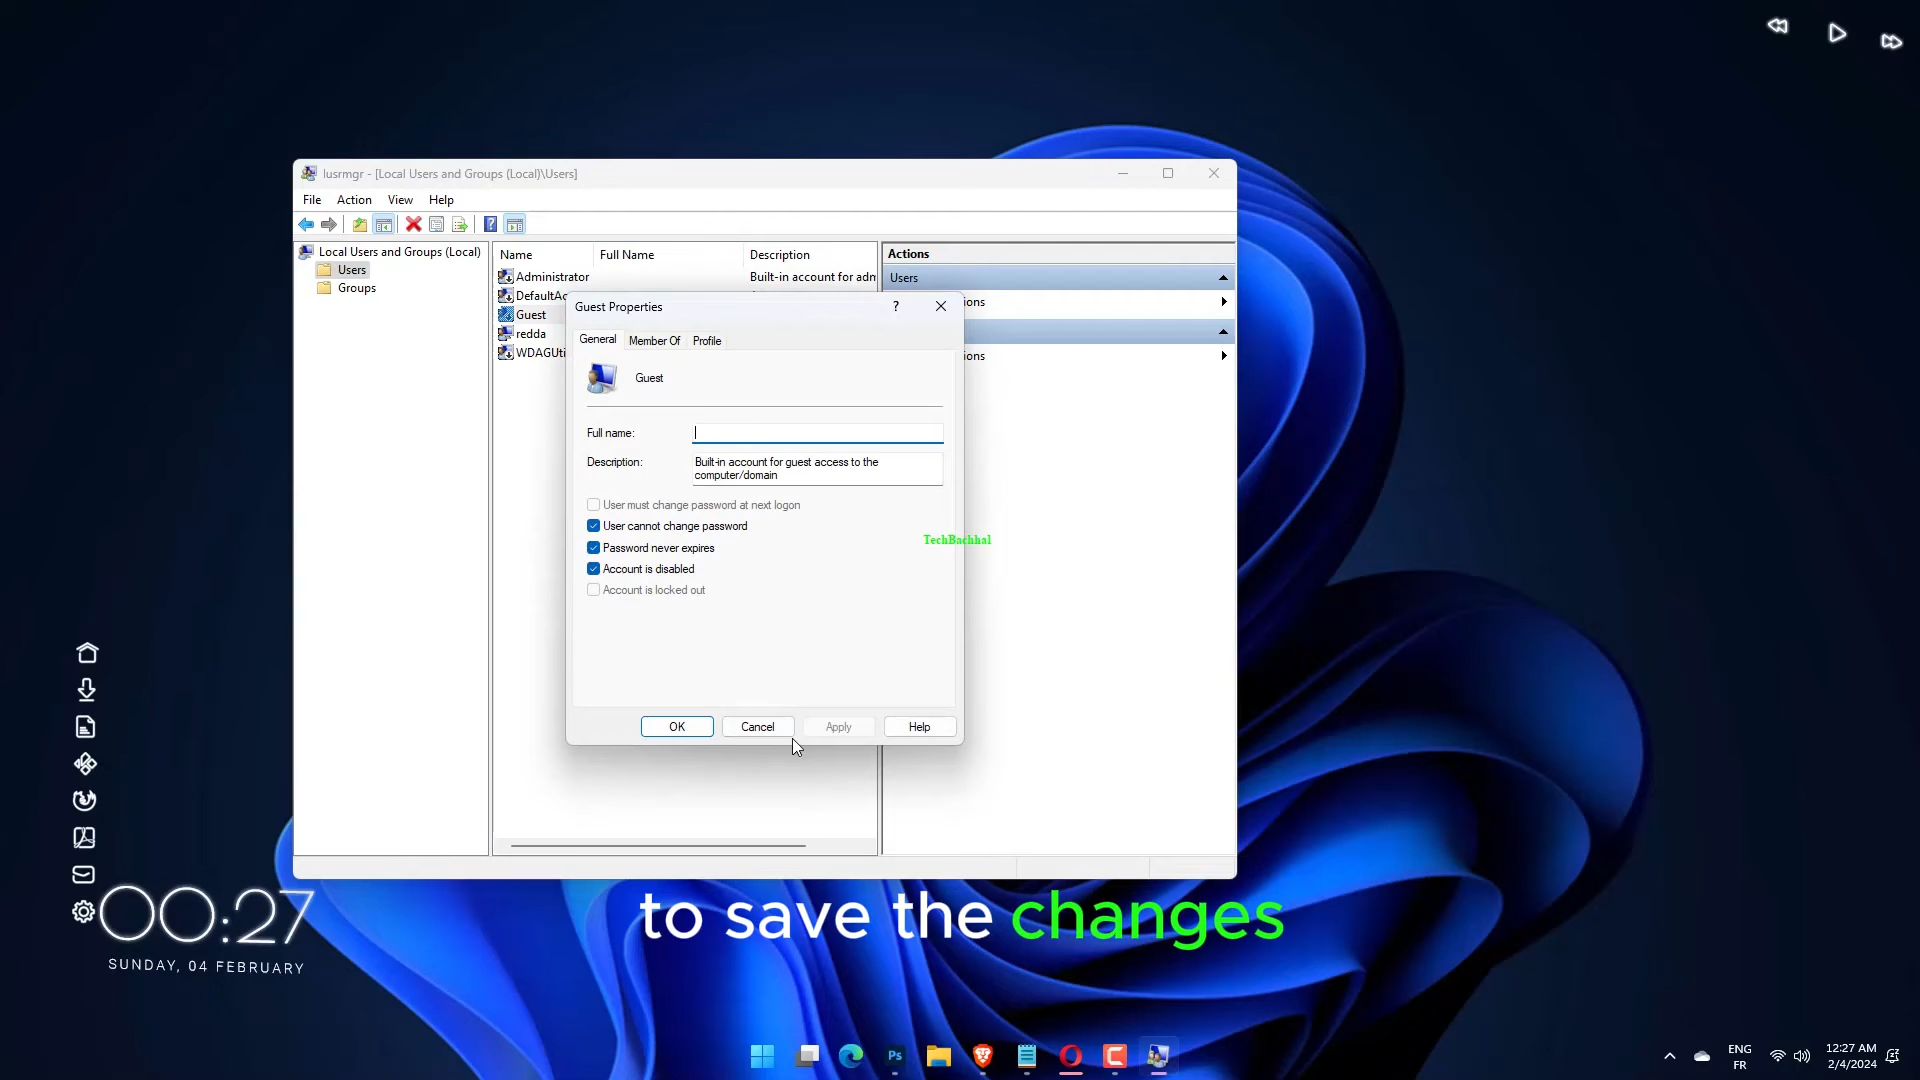 lusrmgr - [Local Users and Groups (Local)\Users]
File Action View Help
Local Users and Groups (Local)
Users
Groups
Name Full Name Description
Administrator Built-in account for adm
DefaultAc
Guest
redda
WDAGUti
Actions
Users
ions
ions
Guest Properties
?
General Member Of Profile
Guest
Full name:
Description: Built-in account for guest access to the
computer/domain
User must change password at next logon
User cannot change password
Password never expires
Account is disabled
Account is locked out
TechBachhal
OK Cancel Apply Help
to save the changes
00:27
SUNDAY, 04 FEBRUARY
Ps
ENG
FR
12:27 AM
2/4/2024